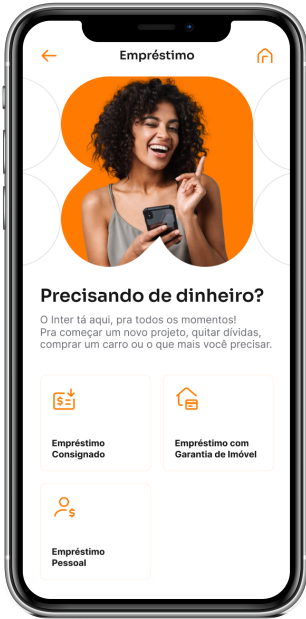 Empréstimo
Precisando de dinheiro?
O Inter tá aqui, pra todos os momentos!
Pra começar um novo projeto, quitar dívidas,
comprar um carro ou o que mais você precisar.
Empréstimo
Consignado
Empréstimo com
Garantia de Imóvel
Empréstimo
Pessoal